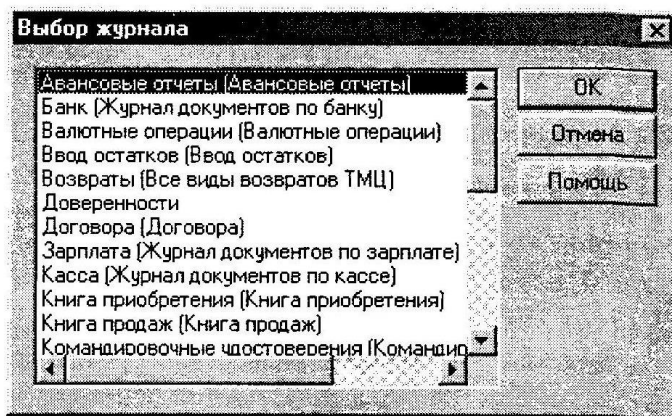 Выбор журнала
Авансовые отчеты (Авансовые отчеты)
Банк (Журнал документов по банку)
Валютные операции (Валютные операции)
Ввод остатков (Ввод остатков)
Возвраты (Все виды возвратов ТМЦ)
Доверенности
Договора (Договора)
Зарплата (Журнал документов по зарплате)
Касса (Журнал документов по кассе)
Книга приобретения (Книга приобретения)
Книга продаж (Книга продаж)
Командировочные удостоверения (Командир
OK
Отмена
Помощь